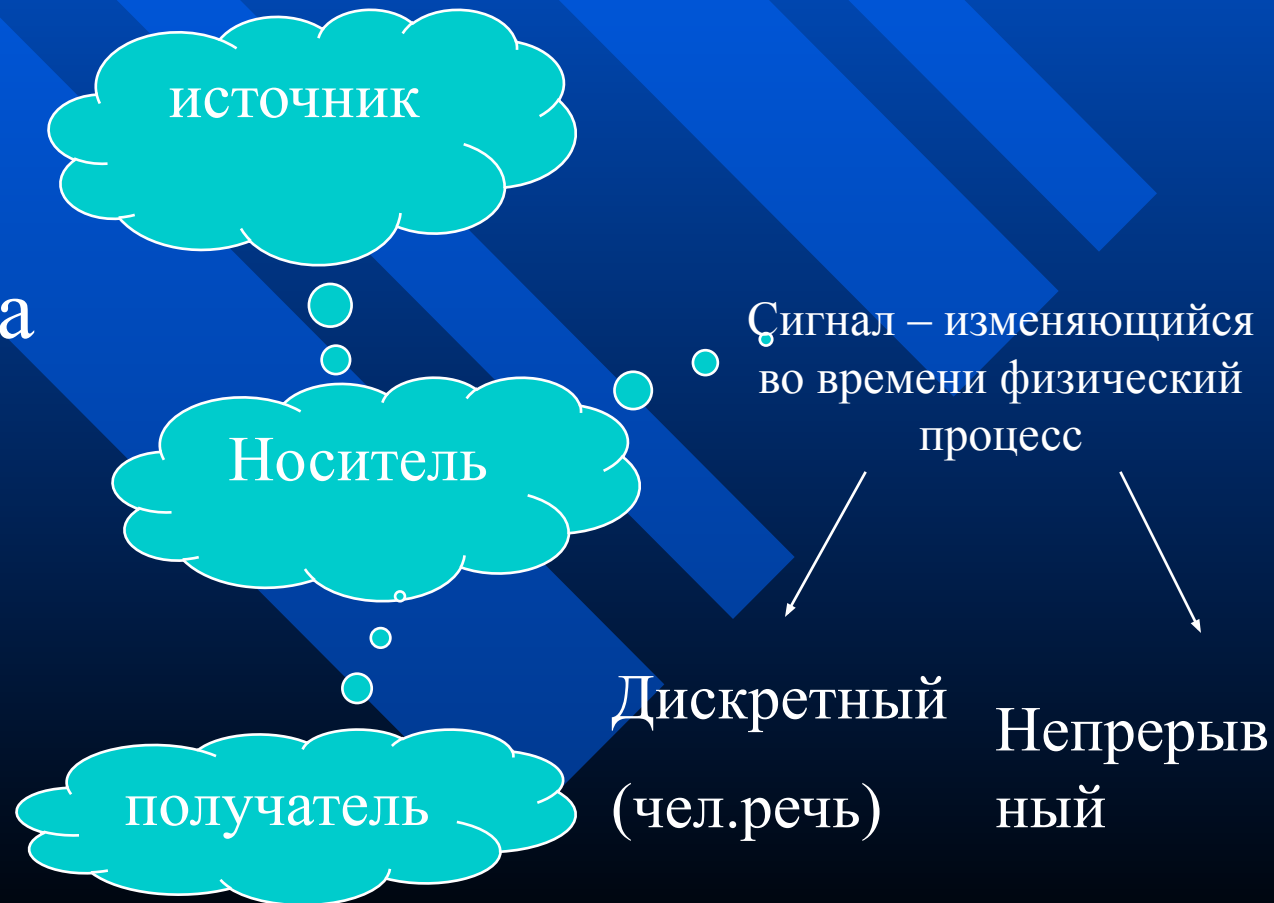 источник
а
Сигнал – изменяющийся
во времени физический
процесс
Носитель
Дискретный
(чел.речь)
Непрерыв
ный
получатель